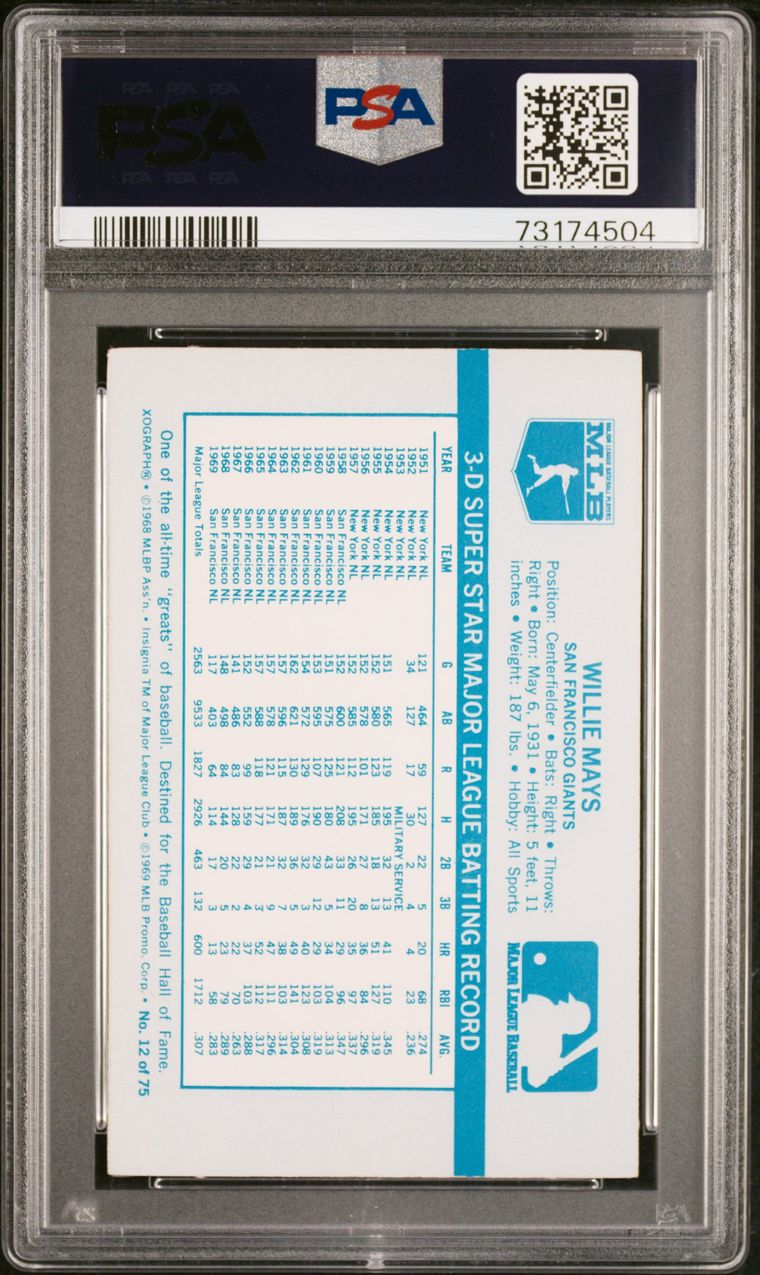 PSA
PSA PSA PSA
PSA
PSA PSA PSA
73174504
MAJOR LEAGUE BASEBALL PLAYERS
MLB
WILLIE MAYS
SAN FRANCISCO GIANTS
Position: Centerfielder • Bats: Right • Throws:
Right • Born: May 6, 1931 • Height: 5 feet, 11
inches • Weight: 187 lbs. • Hobby: All Sports
MAJOR LEAGUE BASEBALL
3-D SUPER STAR MAJOR LEAGUE BATTING RECORD
YEAR TEAM G AB R H 2B 3B HR RBI AVG.
1951 New York NL 121 464 59 127 22 5 20 68 .274
1952 New York NL 34 127 17 30 2 4 4 23 .236
1953 New York NL MILITARY SERVICE
1954 New York NL 151 565 119 195 32 13 41 110 .345
1955 New York NL 152 580 123 185 18 13 51 127 .319
1956 New York NL 152 578 101 171 27 8 36 84 .296
1957 New York NL 152 585 112 195 26 20 35 97 .337
1958 San Francisco NL 152 600 121 208 33 11 29 96 .347
1959 San Francisco NL 151 575 125 180 43 5 34 104 .313
1960 San Francisco NL 153 595 107 190 29 12 29 103 .319
1961 San Francisco NL 154 572 129 176 32 3 40 123 .308
1962 San Francisco NL 162 621 130 189 36 5 49 141 .304
1963 San Francisco NL 157 596 115 187 32 7 38 103 .314
1964 San Francisco NL 157 578 121 171 21 9 47 111 .296
1965 San Francisco NL 157 588 118 177 21 3 52 112 .317
1966 San Francisco NL 152 552 99 159 29 4 37 103 .288
1967 San Francisco NL 141 486 83 128 22 2 22 70 .263
1968 San Francisco NL 148 498 84 144 20 5 23 79 .289
1969 San Francisco NL 117 403 64 114 17 3 13 58 .283
Major League Totals 2563 9533 1827 2926 463 132 600 1712 .307
One of the all-time "greats" of baseball. Destined for the Baseball Hall of Fame.
XOGRAPH® • ©1968 MLBP Ass'n. • Insignia TM of Major League Club • ©1969 MLB Promo. Corp. • No. 12 of 75